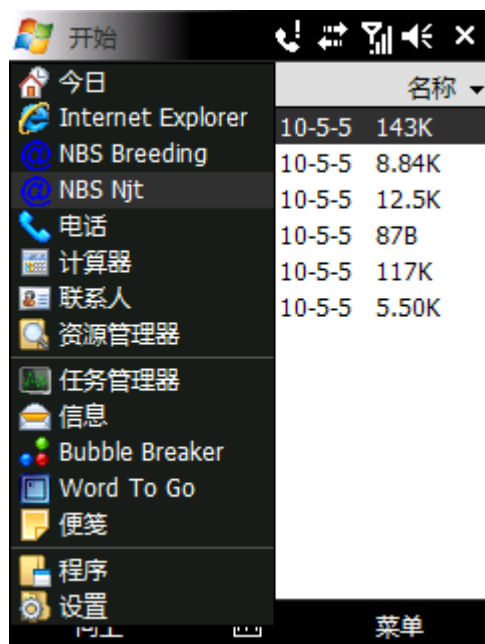 开始
名称
今日
Internet Explorer
10-5-5 143K
NBS Breeding
10-5-5 8.84K
NBS Njt
10-5-5 12.5K
电话
10-5-5 87B
计算器
10-5-5 117K
联系人
10-5-5 5.50K
资源管理器
任务管理器
信息
Bubble Breaker
Word To Go
便笺
程序
设置
菜单